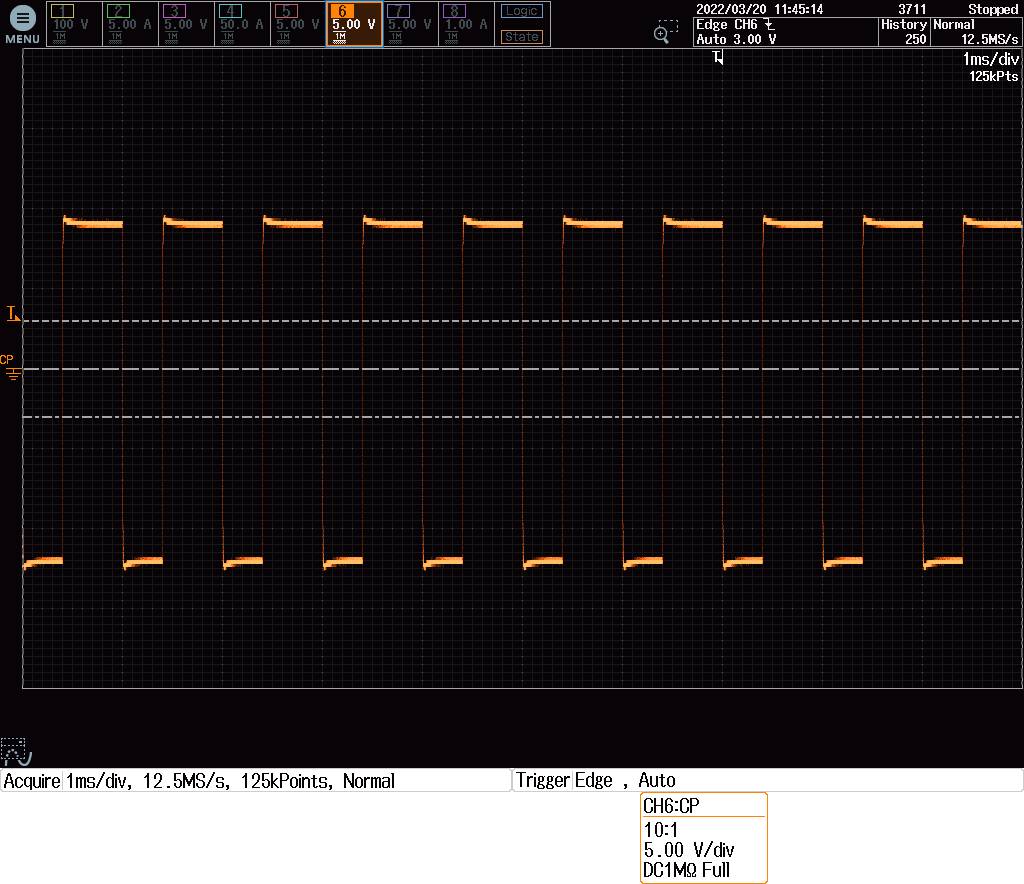 MENU
1 100 V 1M
2 5.00 A 1M
3 5.00 V 1M
4 50.0 A 1M
5 5.00 V 1M
6 5.00 V 1M
7 5.00 V 1M
8 1.00 A 1M
Logic
State
2022/03/20 11:45:14 3711 Stopped
Edge CH6 History Normal
Auto 3.00 V 250 12.5MS/s
T
1ms/div
125kPts
T
CP
Acquire 1ms/div, 12.5MS/s, 125kPoints, Normal
Trigger Edge , Auto
CH6:CP
10:1
5.00 V/div
DC1MΩ Full